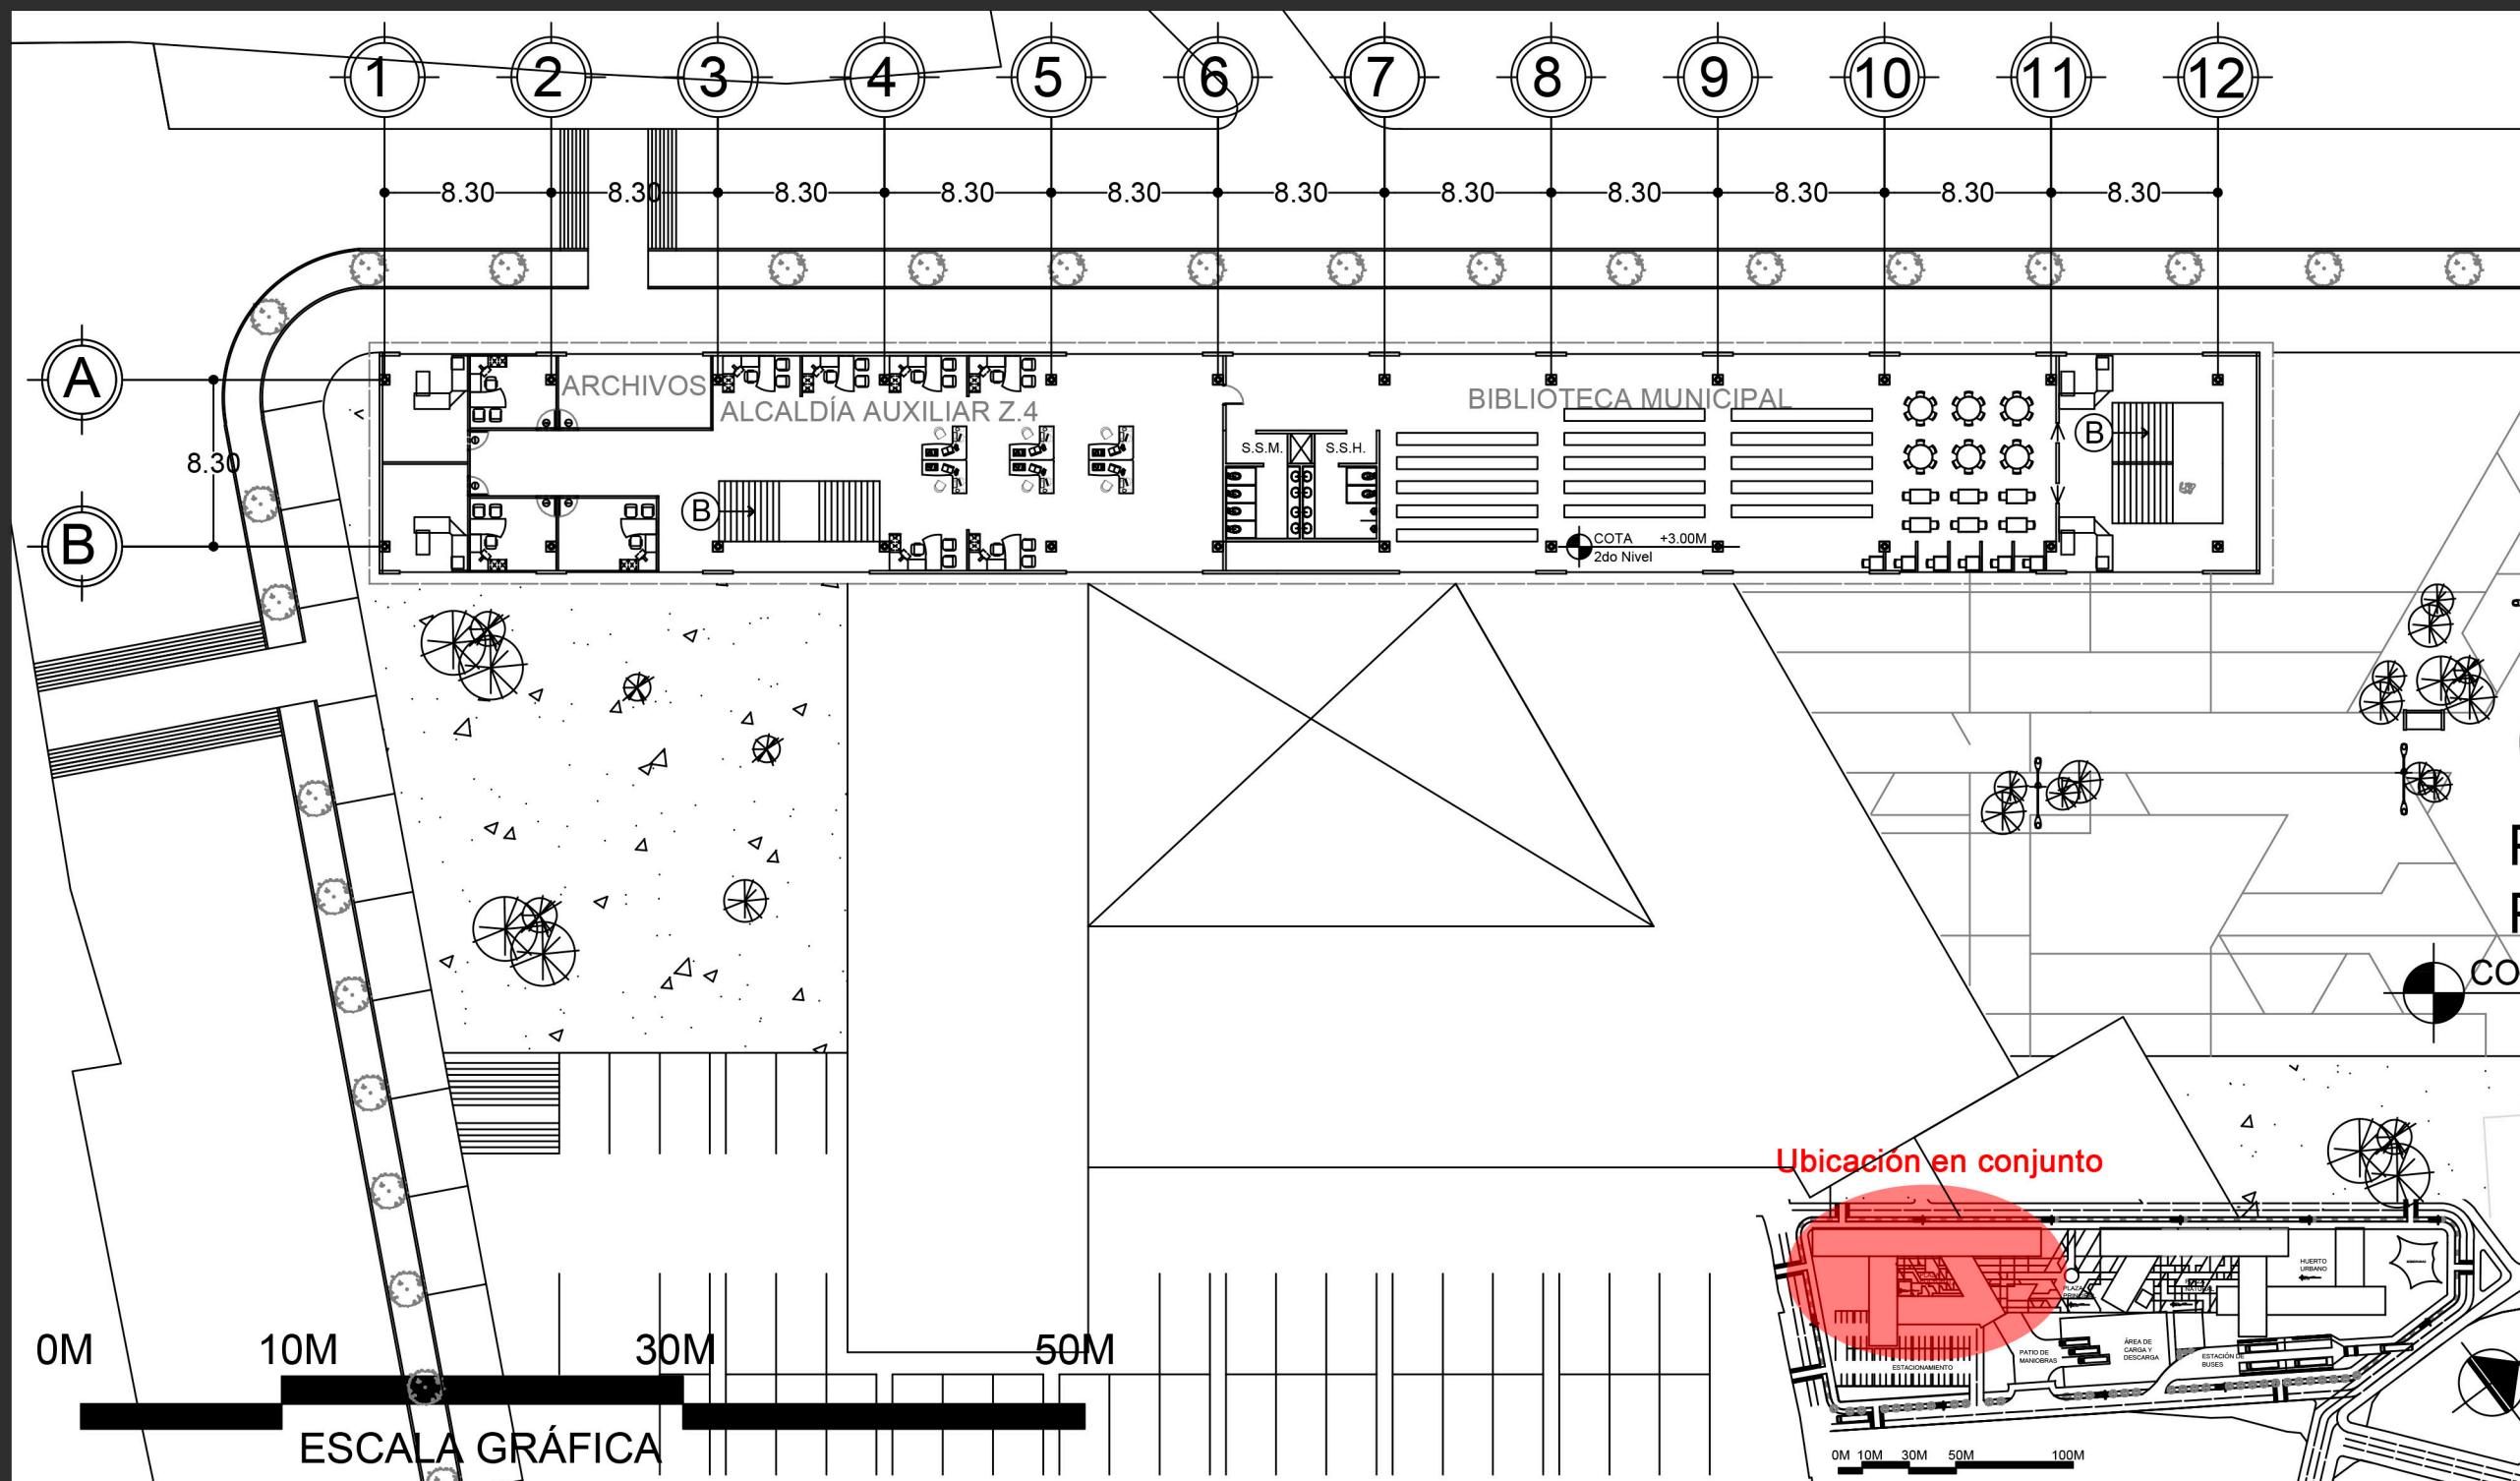 1 2 3 4 5 6 7 8 9 10 11 12
8.30 8.30 8.30 8.30 8.30 8.30 8.30 8.30 8.30 8.30 8.30
A
ARCHIVOS
ALCALDÍA AUXILIAR Z.4
BIBLIOTECA MUNICIPAL
B
S.S.M.
S.S.H.
8.30
B
B
COTA +3.00M
2do Nivel
CO
Ubicación en conjunto
HUERTO
URBANO
PLAZA
ÁREA DE
CARGA Y
DESCARGA
PATIO DE
MANIOBRAS
ESTACIÓN DE
BUSES
ESTACIONAMIENTO
0M 10M 30M 50M
ESCALA GRÁFICA
0M 10M 30M 50M 100M